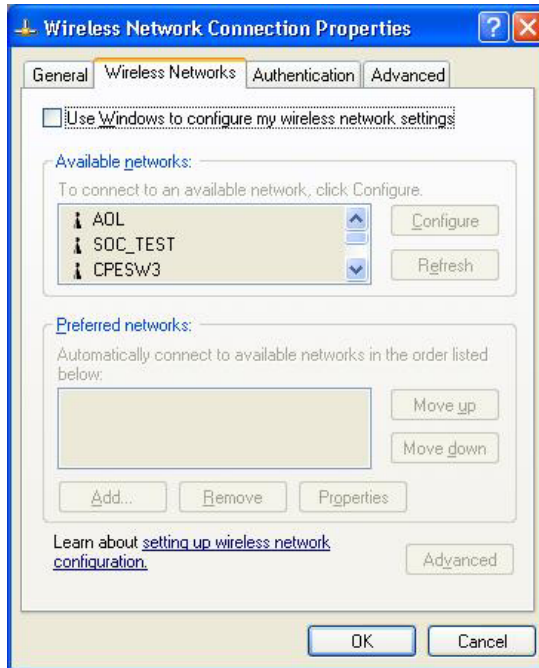 Wireless Network Connection Properties
General Wireless Networks Authentication Advanced
Use Windows to configure my wireless network settings
Available networks:
To connect to an available network, click Configure.
AOL
SOC_TEST
CPESW3
Configure
Refresh
Preferred networks:
Automatically connect to available networks in the order listed
below:
Move up
Move down
Add... Remove Properties
Learn about setting up wireless network
configuration.
Advanced
OK Cancel